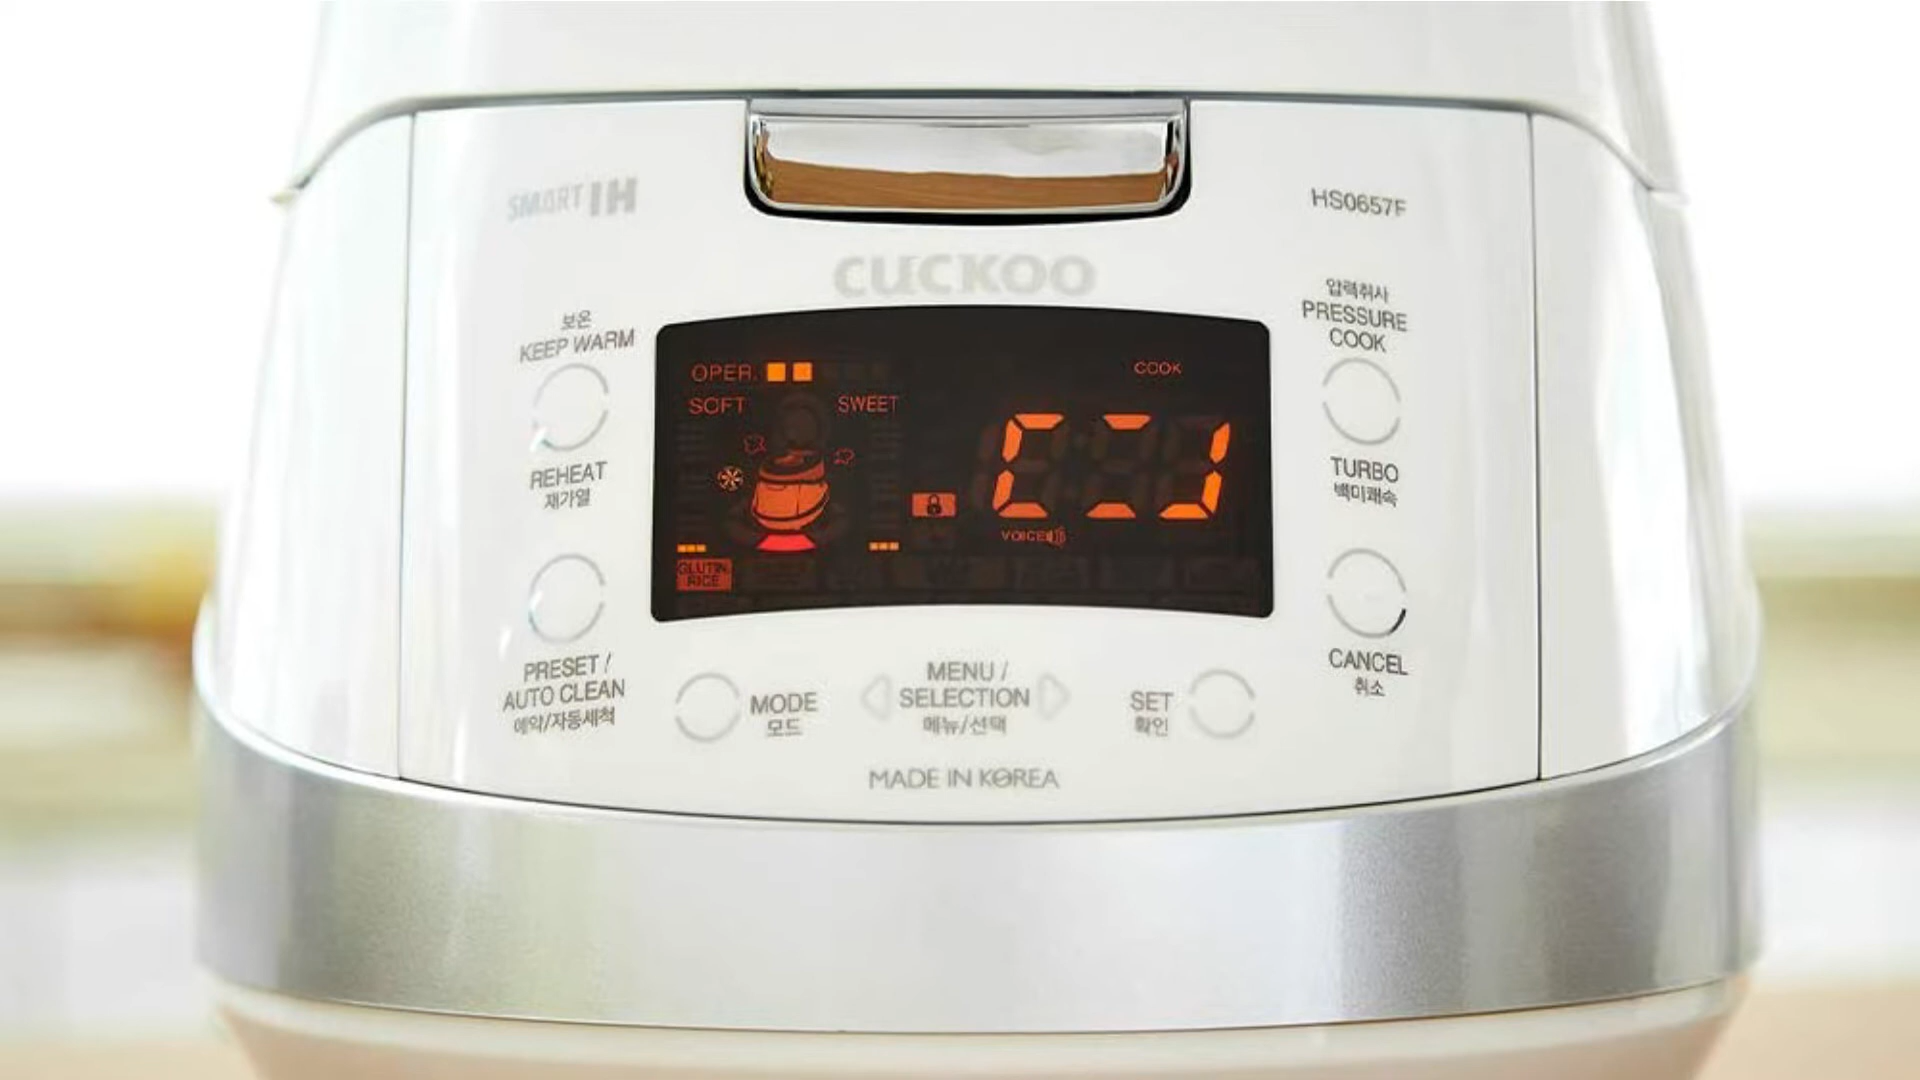 SMART IH
HS0657F
CUCKOO
보온
KEEP WARM
REHEAT
재가열
PRESET /
AUTO CLEAN
예약/자동세척
OPER.
COOK
SOFT
SWEET
VOICE
GLUTIN.
RICE
압력취사
PRESSURE
COOK
TURBO
백미쾌속
CANCEL
취소
MODE
모드
MENU /
SELECTION
메뉴/선택
SET
확인
MADE IN KOREA